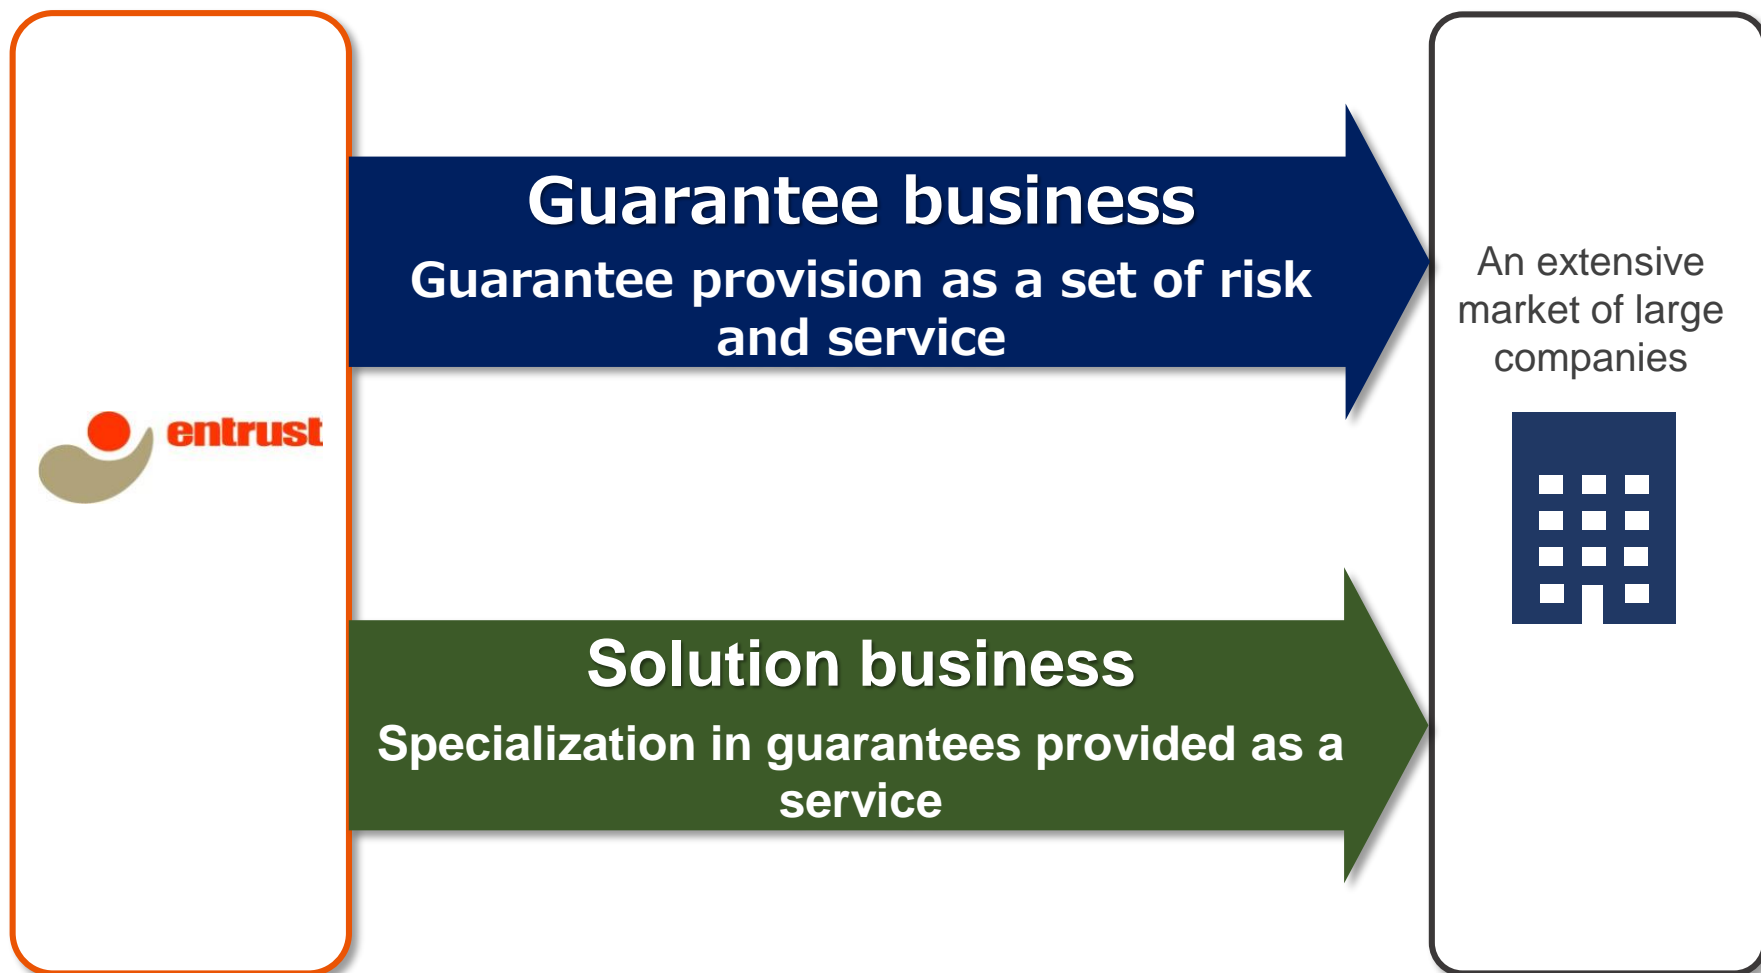 entrust
Guarantee business
Guarantee provision as a set of risk
and service
Solution business
Specialization in guarantees provided as a
service
An extensive
market of large
companies